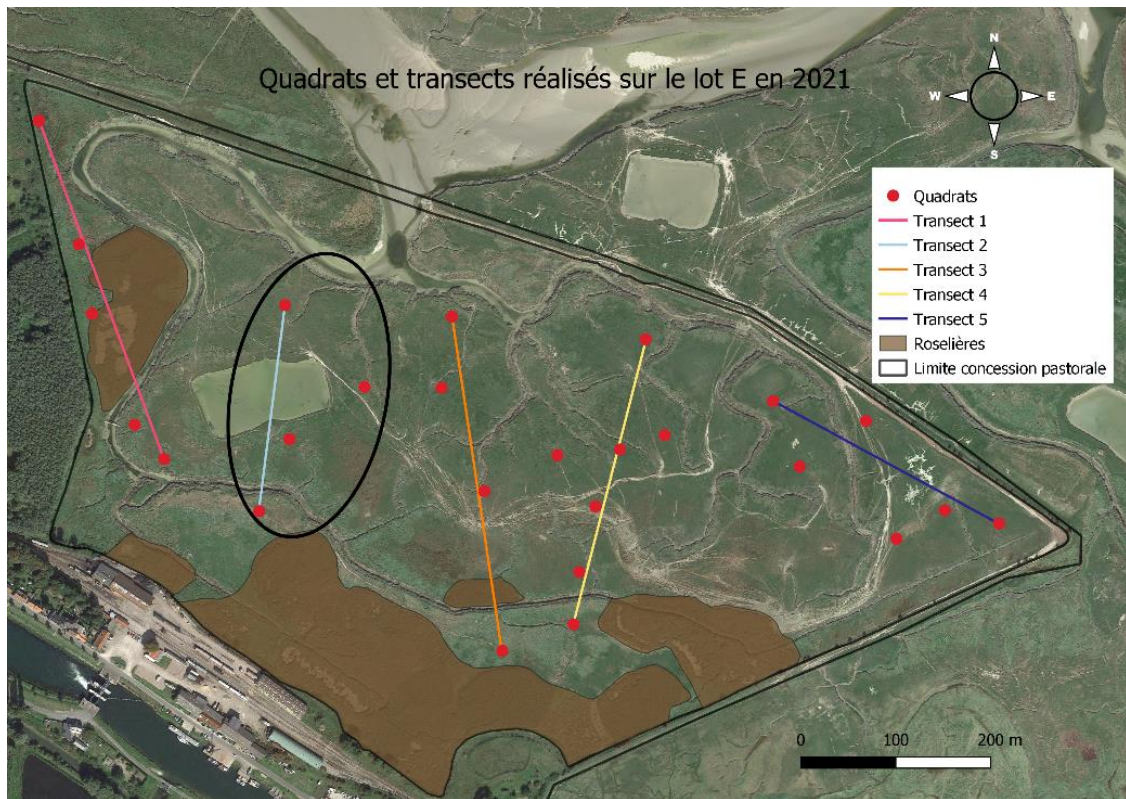 Quadrats et transects réalisés sur le lot E en 2021
N
W E
S
Quadrats
Transect 1
Transect 2
Transect 3
Transect 4
Transect 5
Roselières
Limite concession pastorale
0 100 200 m